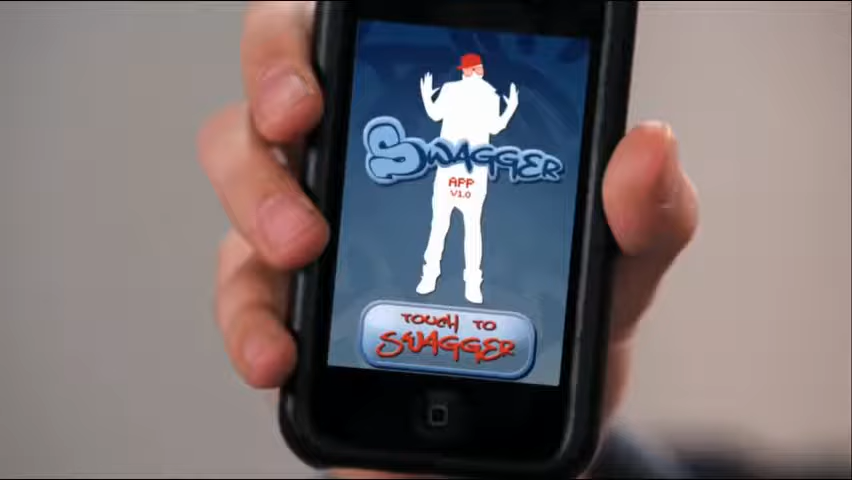 SWAGGER
APP
V1.0
TOUCH TO
SWAGGER